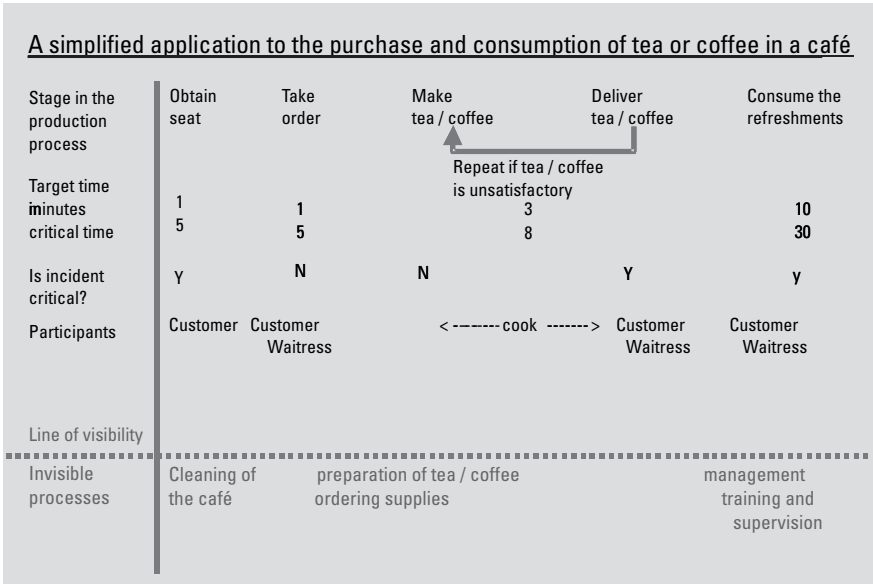 A simplified application to the purchase and consumption of tea or coffee in a café
Stage in the
production
process
Obtain
seat
Take
order
Make
tea / coffee
Deliver
tea / coffee
Consume the
refreshments
Repeat if tea / coffee
is unsatisfactory
Target time
minutes
critical time
1
5
1
5
3
8
10
30
Is incident
critical?
Y
N
N
Y
y
Participants
Customer
Customer
Waitress
< -------- cook ------- >
Customer
Waitress
Customer
Waitress
Line of visibility
Invisible
processes
Cleaning of
the café
preparation of tea / coffee
ordering supplies
management
training and
supervision